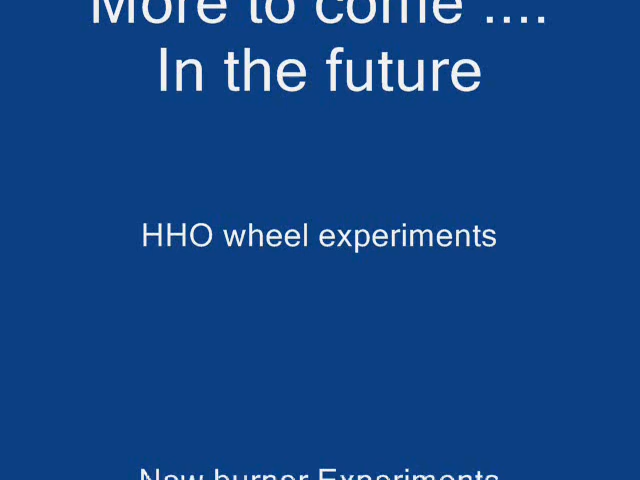 More to come ....
In the future
HHO wheel experiments
New burner Experiments